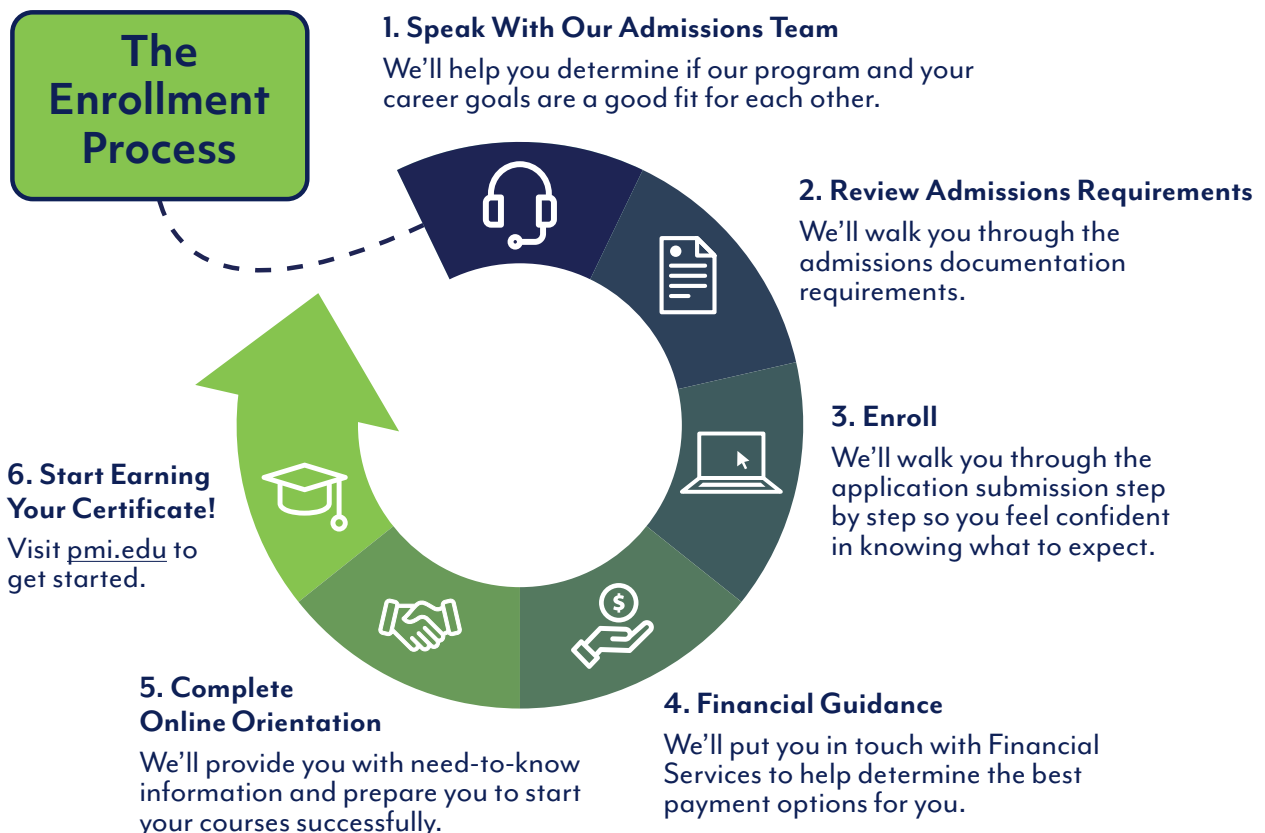 The
Enrollment
Process
1. Speak With Our Admissions Team
We'll help you determine if our program and your
career goals are a good fit for each other.
2. Review Admissions Requirements
We'll walk you through the
admissions documentation
requirements.
3. Enroll
We'll walk you through the
application submission step
by step so you feel confident
in knowing what to expect.
4. Financial Guidance
We'll put you in touch with Financial
Services to help determine the best
payment options for you.
5. Complete
Online Orientation
We'll provide you with need-to-know
information and prepare you to start
your courses successfully.
6. Start Earning
Your Certificate!
Visit pmi.edu to
get started.
$